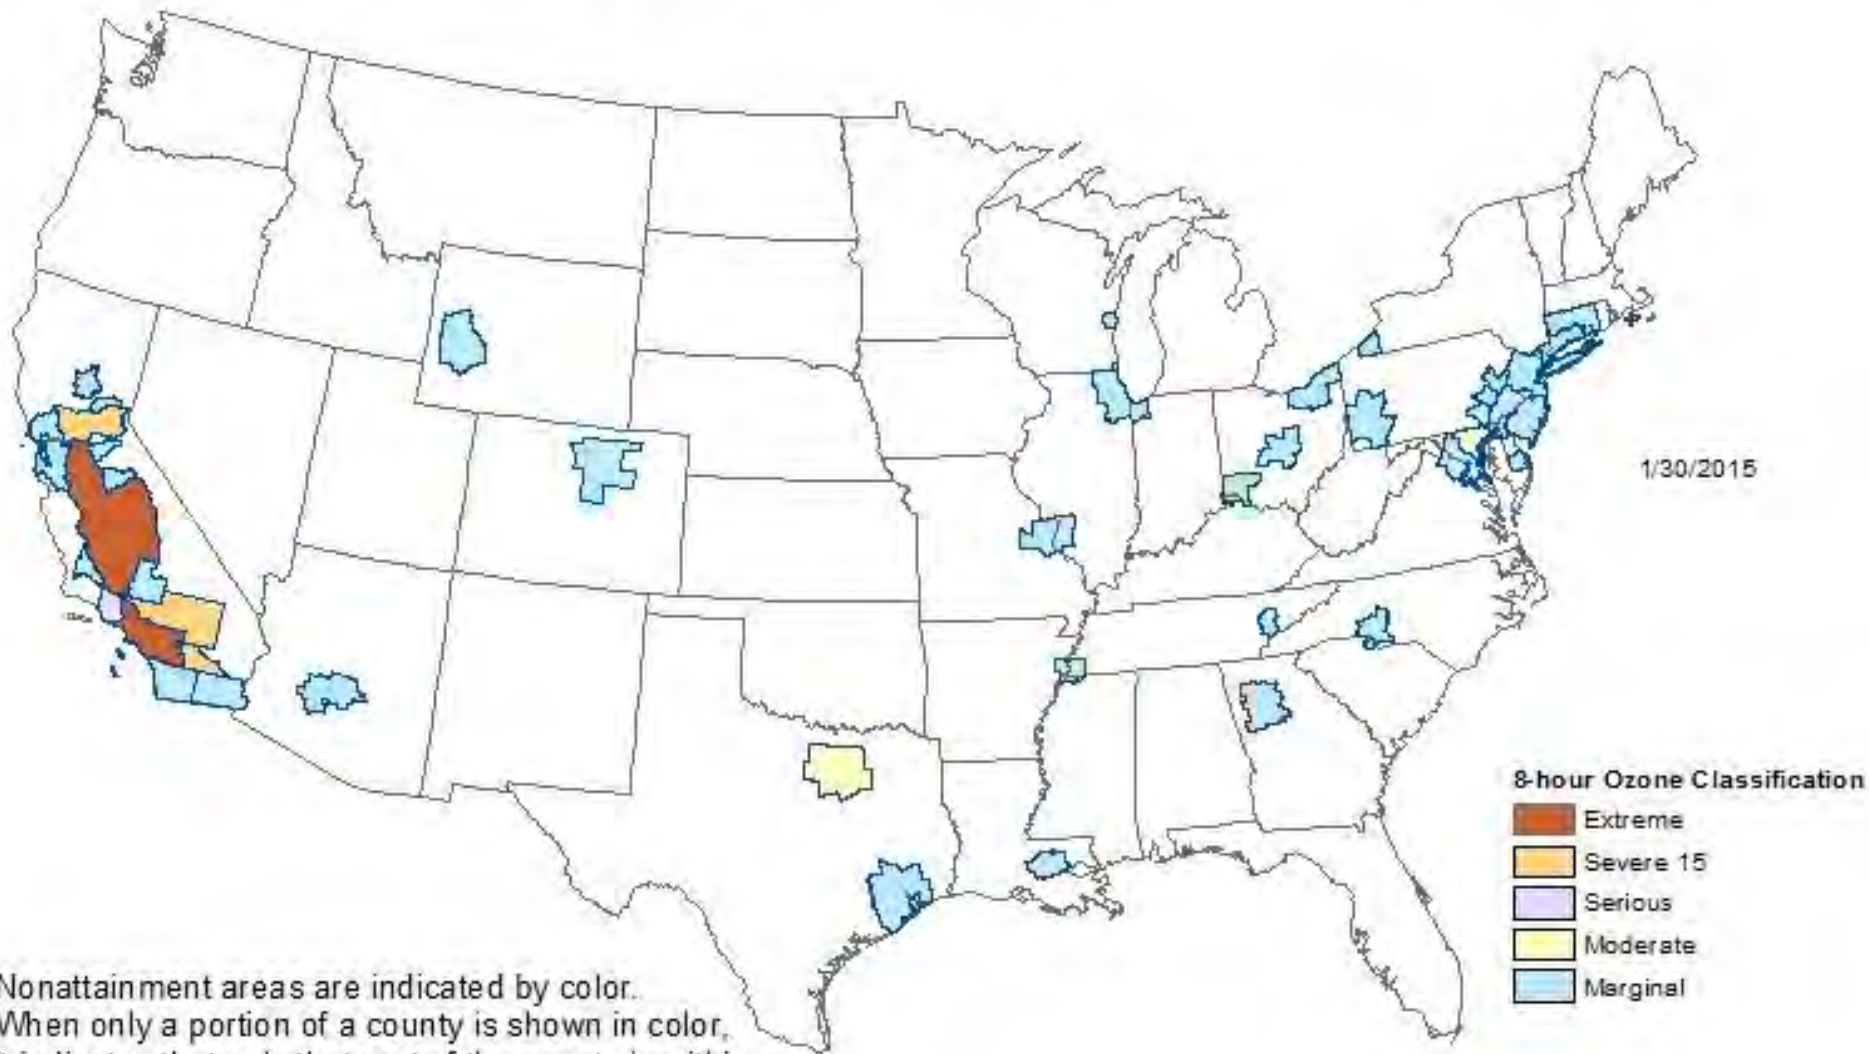 1/30/2015
8-hour Ozone Classification
Extreme
Severe 15
Serious
Moderate
Marginal
Nonattainment areas are indicated by color.
When only a portion of a county is shown in color,